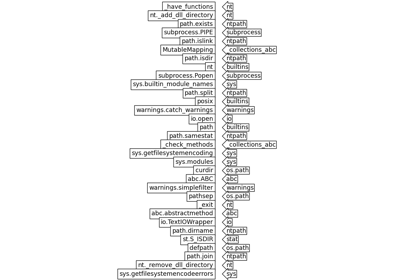 _have_functions nt
nt._add_dll_directory nt
path.exists ntpath
subprocess.PIPE subprocess
path.islink ntpath
MutableMapping _collections_abc
path.isdir ntpath
nt builtins
subprocess.Popen subprocess
sys.builtin_module_names sys
path.split ntpath
posix builtins
warnings.catch_warnings warnings
io.open io
path builtins
path.samestat ntpath
_check_methods _collections_abc
sys.getfilesystemencoding sys
sys.modules sys
curdir os.path
abc.ABC abc
warnings.simplefilter warnings
pathsep os.path
_exit nt
abc.abstractmethod abc
io.TextIOWrapper io
path.dirname ntpath
st.S_ISDIR stat
defpath os.path
path.join ntpath
nt._remove_dll_directory nt
sys.getfilesystemencodeerrors sys